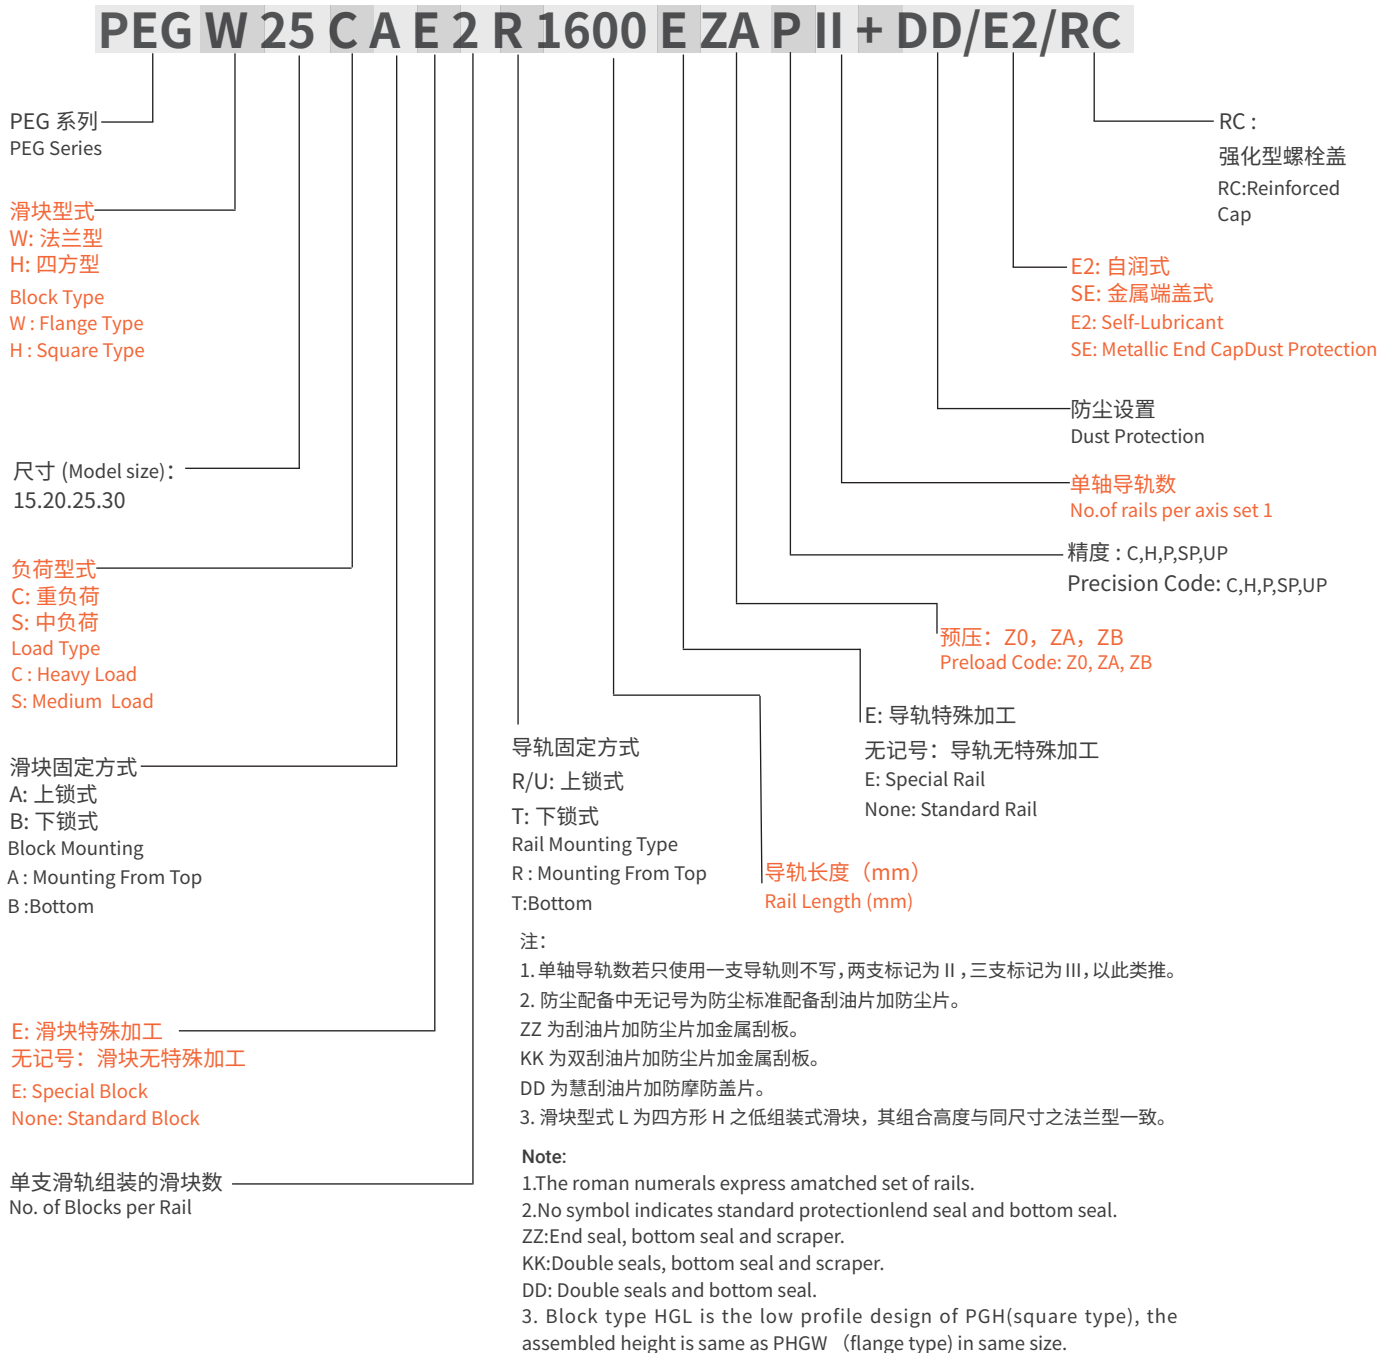 PEG W 25 C A E 2 R 1600 E ZA P II + DD/E2/RC
PEG 系列
PEG Series
滑块型式
W: 法兰型
H: 四方型
Block Type
W : Flange Type
H : Square Type
尺寸 (Model size)：
15.20.25.30
负荷型式
C: 重负荷
S: 中负荷
Load Type
C : Heavy Load
S: Medium Load
滑块固定方式
A: 上锁式
B: 下锁式
Block Mounting
A : Mounting From Top
B :Bottom
E: 滑块特殊加工
无记号：滑块无特殊加工
E: Special Block
None: Standard Block
单支滑轨组装的滑块数
No. of Blocks per Rail
导轨固定方式
R/U: 上锁式
T: 下锁式
Rail Mounting Type
R : Mounting From Top
T:Bottom
导轨长度（mm）
Rail Length (mm)
E: 导轨特殊加工
无记号：导轨无特殊加工
E: Special Rail
None: Standard Rail
预压：Z0，ZA，ZB
Preload Code: Z0, ZA, ZB
精度 : C,H,P,SP,UP
Precision Code: C,H,P,SP,UP
单轴导轨数
No.of rails per axis set 1
防尘设置
Dust Protection
E2: 自润式
SE: 金属端盖式
E2: Self-Lubricant
SE: Metallic End CapDust Protection
RC :
强化型螺栓盖
RC:Reinforced
Cap
注：
1. 单轴导轨数若只使用一支导轨则不写，两支标记为 II ，三支标记为 III，以此类推。
2. 防尘配备中无记号为防尘标准配备刮油片加防尘片。
ZZ 为刮油片加防尘片加金属刮板。
KK 为双刮油片加防尘片加金属刮板。
DD 为慧刮油片加防摩防盖片。
3. 滑块型式 L 为四方形 H 之低组装式滑块，其组合高度与同尺寸之法兰型一致。
Note:
1.The roman numerals express amatched set of rails.
2.No symbol indicates standard protectionlend seal and bottom seal.
ZZ:End seal, bottom seal and scraper.
KK:Double seals, bottom seal and scraper.
DD: Double seals and bottom seal.
3. Block type HGL is the low profile design of PGH(square type), the
assembled height is same as PHGW （flange type) in same size.